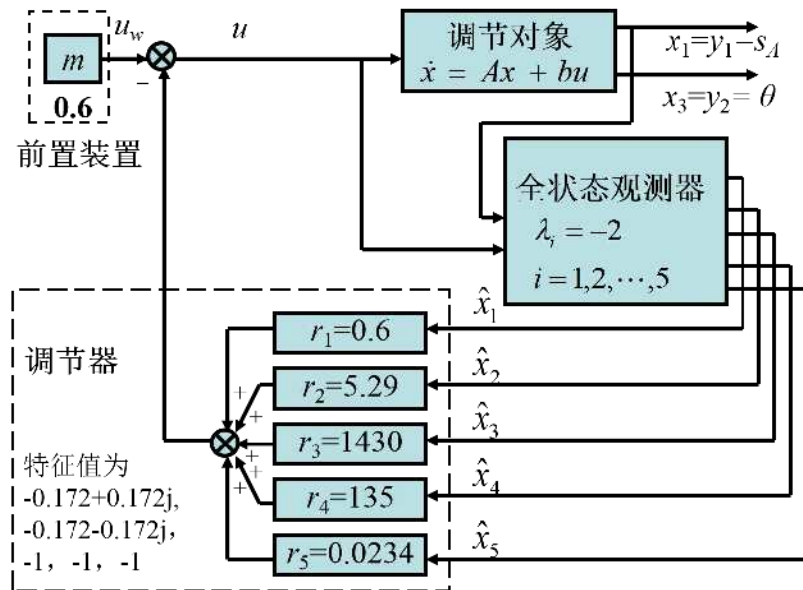 m
0.6
前置装置
u_w
−
u
调节对象
ẋ = Ax + bu
x₁=y₁−s_A
x₃=y₂= θ
全状态观测器
λᵢ = −2
i = 1,2,⋯,5
调节器
特征值为
-0.172+0.172j,
-0.172-0.172j,
-1, -1, -1
+
+
+
+
+
r₁=0.6
r₂=5.29
r₃=1430
r₄=135
r₅=0.0234
x̂₁
x̂₂
x̂₃
x̂₄
x̂₅